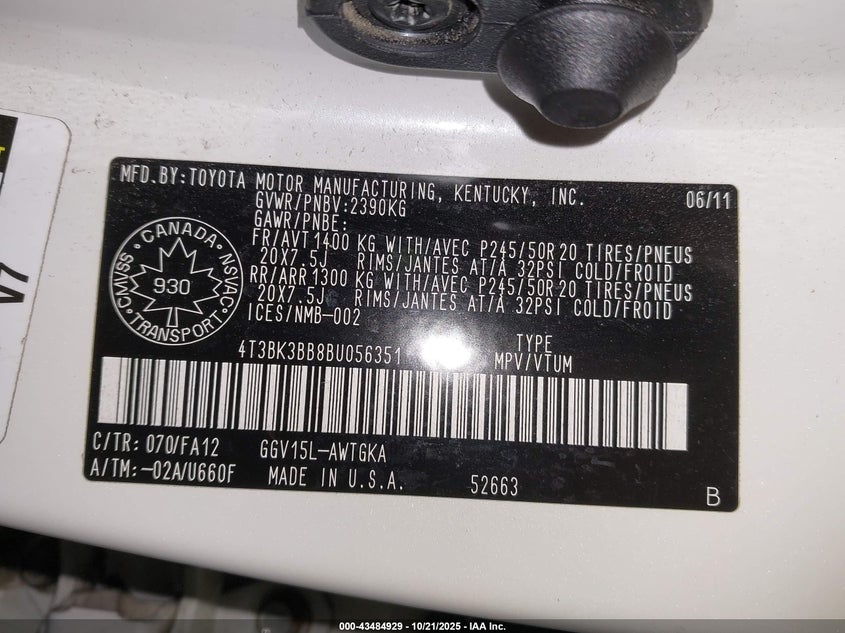 MFD.BY:TOYOTA MOTOR MANUFACTURING, KENTUCKY, INC. 06/11
GVWR/PNBV:2390KG
GAWR/PNBE:
FR/AVT1400 KG WITH/AVEC P245/50R20 TIRES/PNEUS
20X7.5J RIMS/JANTES AT/À 32PSI COLD/FROID
RR/ARR1300 KG WITH/AVEC P245/50R20 TIRES/PNEUS
20X7.5J RIMS/JANTES AT/À 32PSI COLD/FROID
ICES/NMB-002
CANADA
CMVSS NSVAC
930
TRANSPORT
4T3BK3BB8BU056351
TYPE
MPV/VTUM
C/TR: 070/FA12 GGV15L-AWTGKA
A/TM:-02A/U660F MADE IN U.S.A. 52663
B
V7
000-43484929 - 10/21/2025 - IAA Inc.